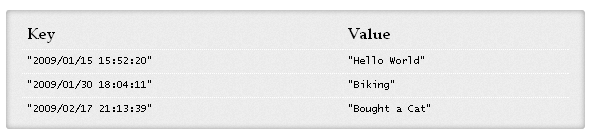 Key Value
"2009/01/15 15:52:20" "Hello World"
"2009/01/30 18:04:11" "Biking"
"2009/02/17 21:13:39" "Bought a Cat"